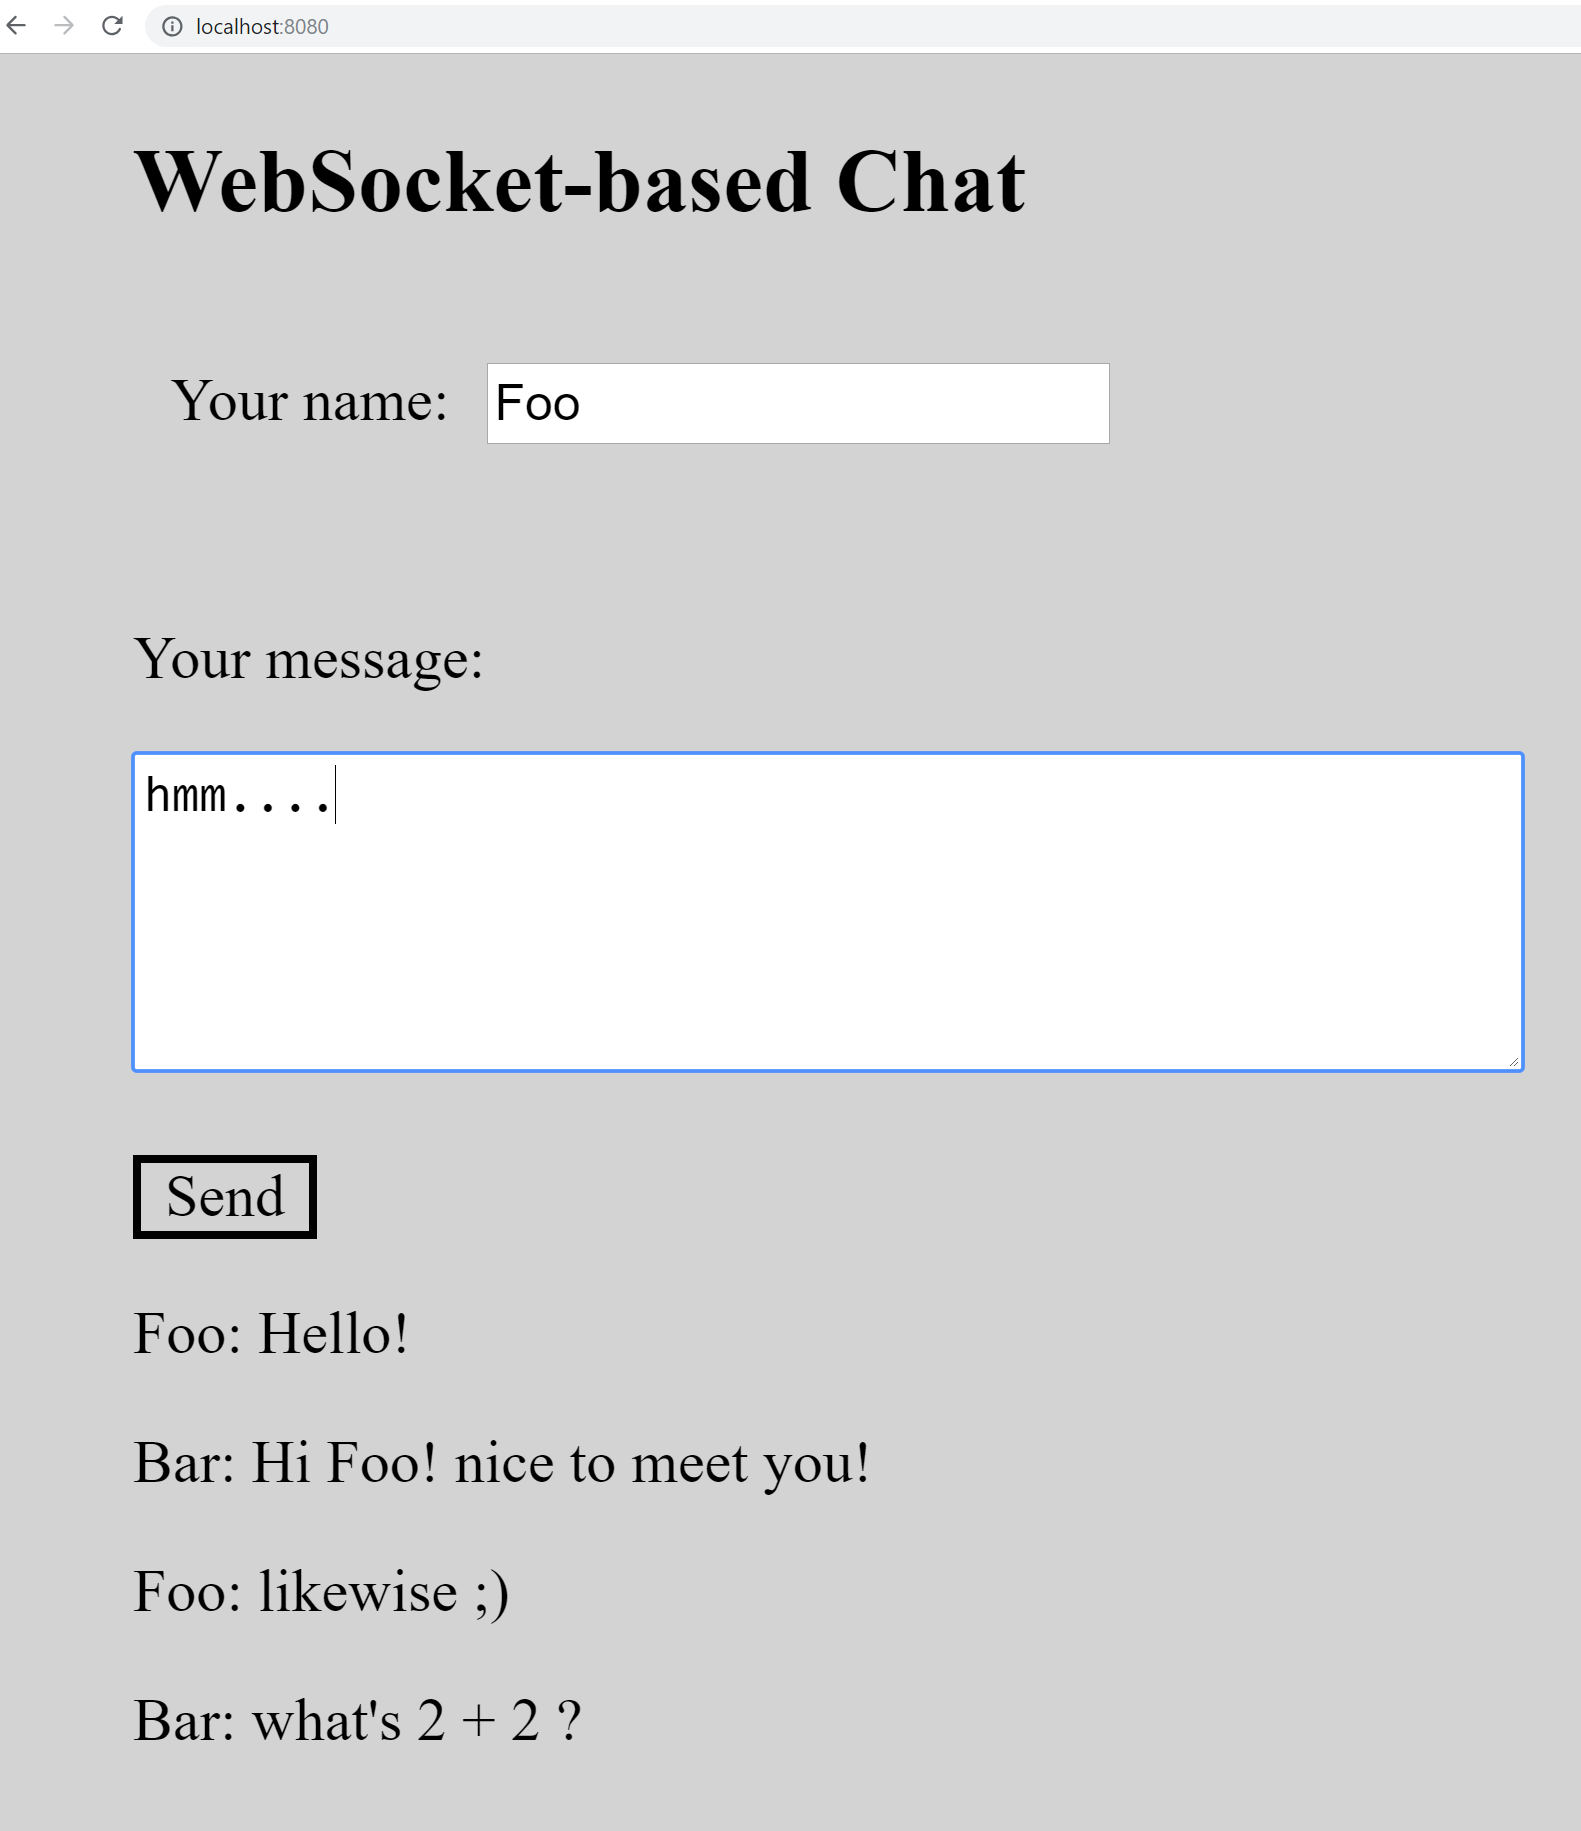 localhost:8080
WebSocket-based Chat
Your name: Foo
Your message:
hmm....
Send
Foo: Hello!
Bar: Hi Foo! nice to meet you!
Foo: likewise ;)
Bar: what's 2 + 2 ?